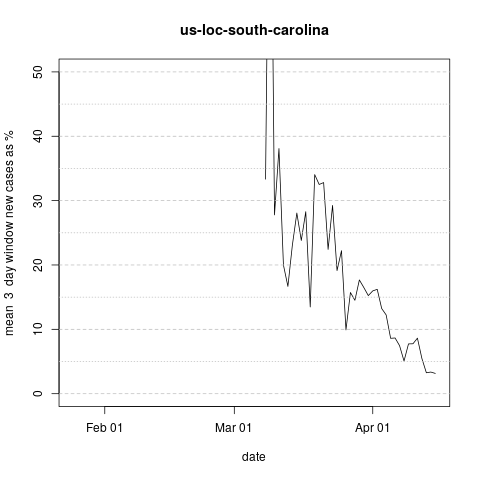 us-loc-south-carolina
mean 3 day window new cases as %
50
40
30
20
10
0
Feb 01
Mar 01
Apr 01
date